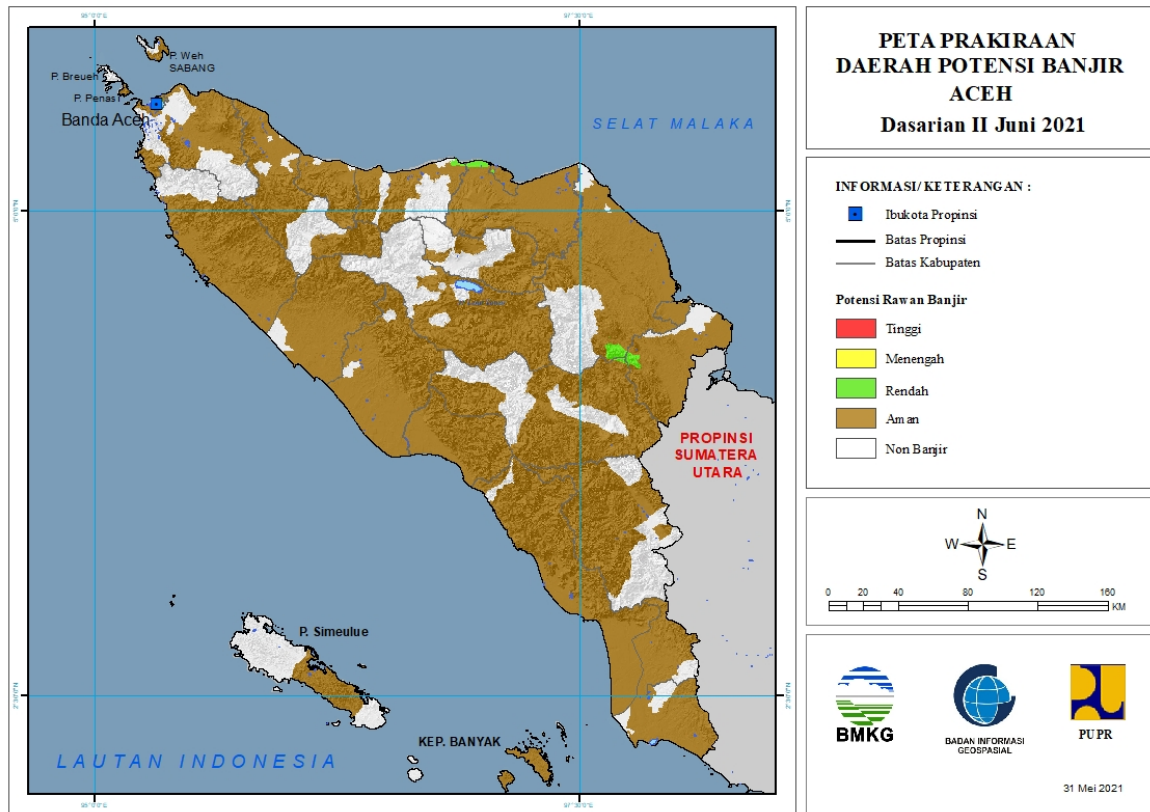 P. Weh
SABANG
P. Breueh
P. Penasi
Banda Aceh
SELAT MALAKA
PROPINSI
SUMATERA
UTARA
P. Simeulue
KEP. BANYAK
LAUTAN INDONESIA
PETA PRAKIRAAN
DAERAH POTENSI BANJIR
ACEH
Dasarian II Juni 2021
INFORMASI/ KETERANGAN :
Ibukota Propinsi
Batas Propinsi
Batas Kabupaten
Potensi Rawan Banjir
Tinggi
Menengah
Rendah
Aman
Non Banjir
N
W E
S
0 20 40 80 120 160
KM
BMKG
BADAN INFORMASI
GEOSPASIAL
PUPR
31 Mei 2021